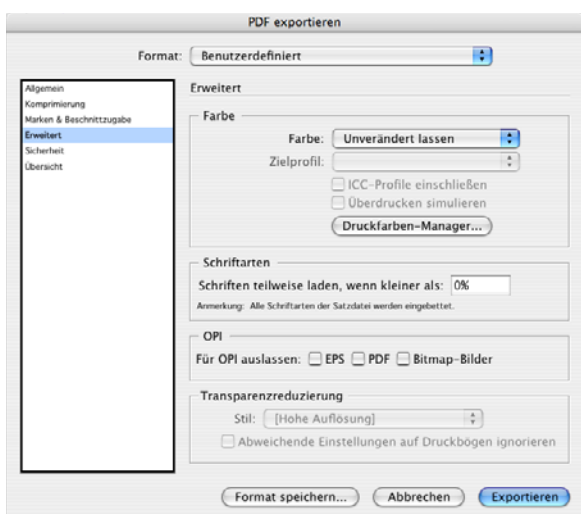 PDF exportieren
Format: Benutzerdefiniert
Allgemein
Komprimierung
Marken & Beschnittzugabe
Erweitert
Sicherheit
Übersicht
Erweitert
Farbe
Farbe: Unverändert lassen
Zielprofil:
ICC-Profile einschließen
Überdrucken simulieren
Druckfarben-Manager...
Schriftarten
Schriften teilweise laden, wenn kleiner als: 0%
Anmerkung: Alle Schriftarten der Satzdatei werden eingebettet.
OPI
Für OPI auslassen: EPS PDF Bitmap-Bilder
Transparenzreduzierung
Stil: [Hohe Auflösung]
Abweichende Einstellungen auf Druckbögen ignorieren
Format speichern... Abbrechen Exportieren